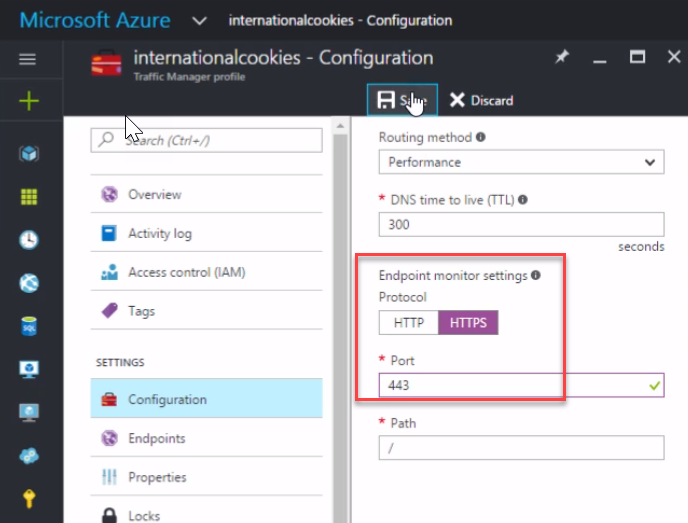 Microsoft Azure internationalcookies - Configuration
internationalcookies - Configuration
Traffic Manager profile
Save Discard
Search (Ctrl+/)
Overview
Activity log
Access control (IAM)
Tags
SETTINGS
Configuration
Endpoints
Properties
Locks
Routing method
Performance
* DNS time to live (TTL)
300
seconds
Endpoint monitor settings
Protocol
HTTP HTTPS
* Port
443
* Path
/
SQL